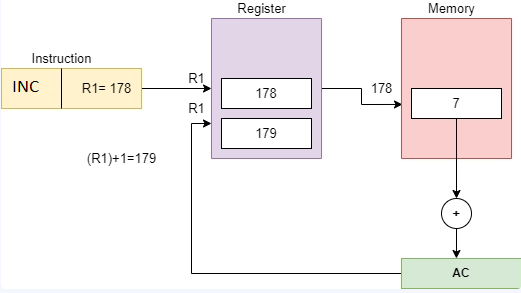 Register
Memory
Instruction
INC
R1= 178
R1
178
178
7
R1
179
(R1)+1=179
+
AC